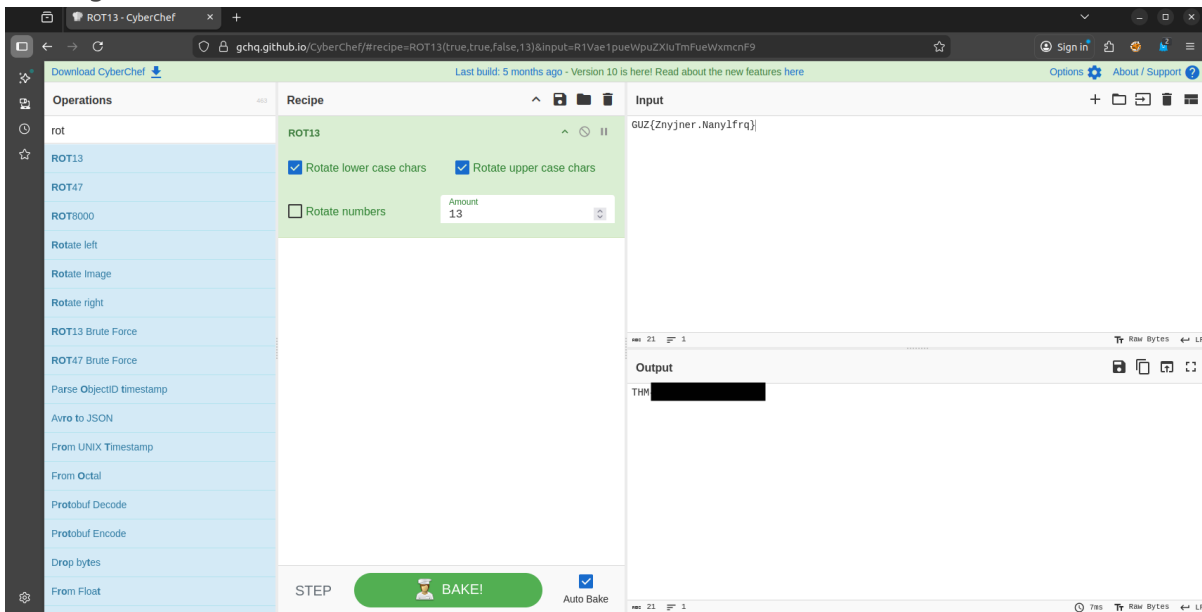 ROT13 - CyberChef
gchq.github.io/CyberChef/#recipe=ROT13(true,true,false,13)&input=R1Vae1pueWpuZXIuTmFueWxmcnF9
Sign in
2
Download CyberChef
Last build: 5 months ago - Version 10 is here! Read about the new features here
Options
About / Support
Operations
Recipe
Input
rot
ROT13
ROT47
ROT8000
Rotate left
Rotate Image
Rotate right
ROT13 Brute Force
ROT47 Brute Force
Parse ObjectID timestamp
Avro to JSON
From UNIX Timestamp
From Octal
Protobuf Decode
Protobuf Encode
Drop bytes
From Float
ROT13
Rotate lower case chars
Rotate upper case chars
Rotate numbers
Amount
13
STEP
BAKE!
Auto Bake
GUZ{Znyjner.Nanylfrq}
21 1
Raw Bytes
LF
Output
THM
21 1
7ms
Raw Bytes